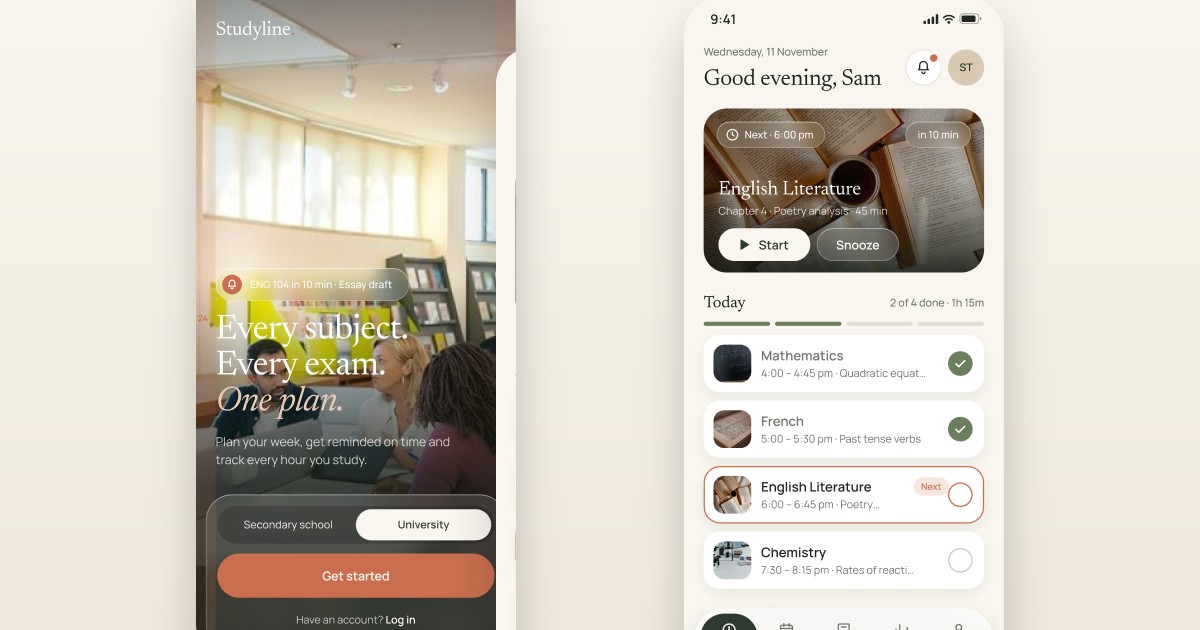 Studyline.
24
ENG 104 in 10 min · Essay draft
Every subject.
Every exam.
One plan.
Plan your week, get reminded on time and
track every hour you study.
Secondary school
University
Get started
Have an account? Log in
9:41
Wednesday, 11 November
Good evening, Sam
ST
Next · 6:00 pm
in 10 min
English Literature
Chapter 4 · Poetry analysis · 45 min
Start
Snooze
Today
2 of 4 done · 1h 15m
Mathematics
4:00 – 4:45 pm · Quadratic equat...
French
5:00 – 5:30 pm · Past tense verbs
English Literature
Next
6:00 – 6:45 pm · Poetry...
Chemistry
7:30 – 8:15 pm · Rates of reacti...